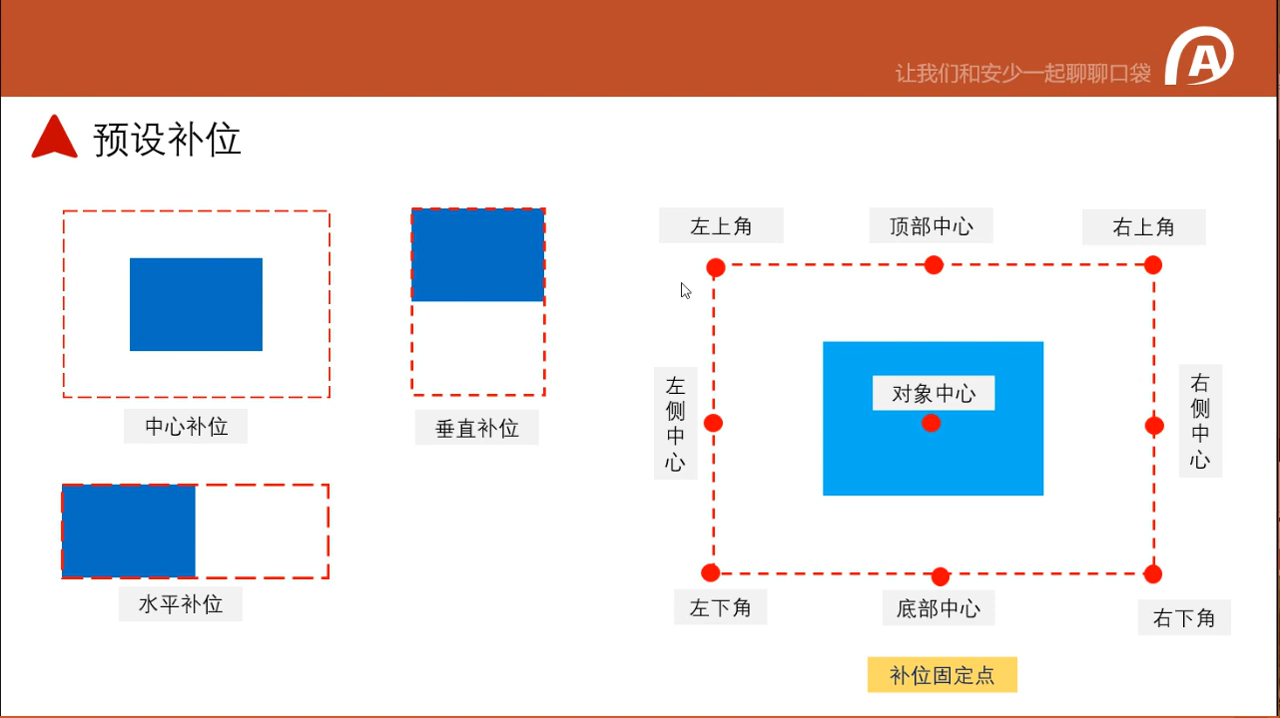 让我们和安少一起聊聊口袋
A
预设补位
左上角
顶部中心
右上角
对象中心
左侧中心
右侧中心
中心补位
垂直补位
水平补位
左下角
底部中心
右下角
补位固定点